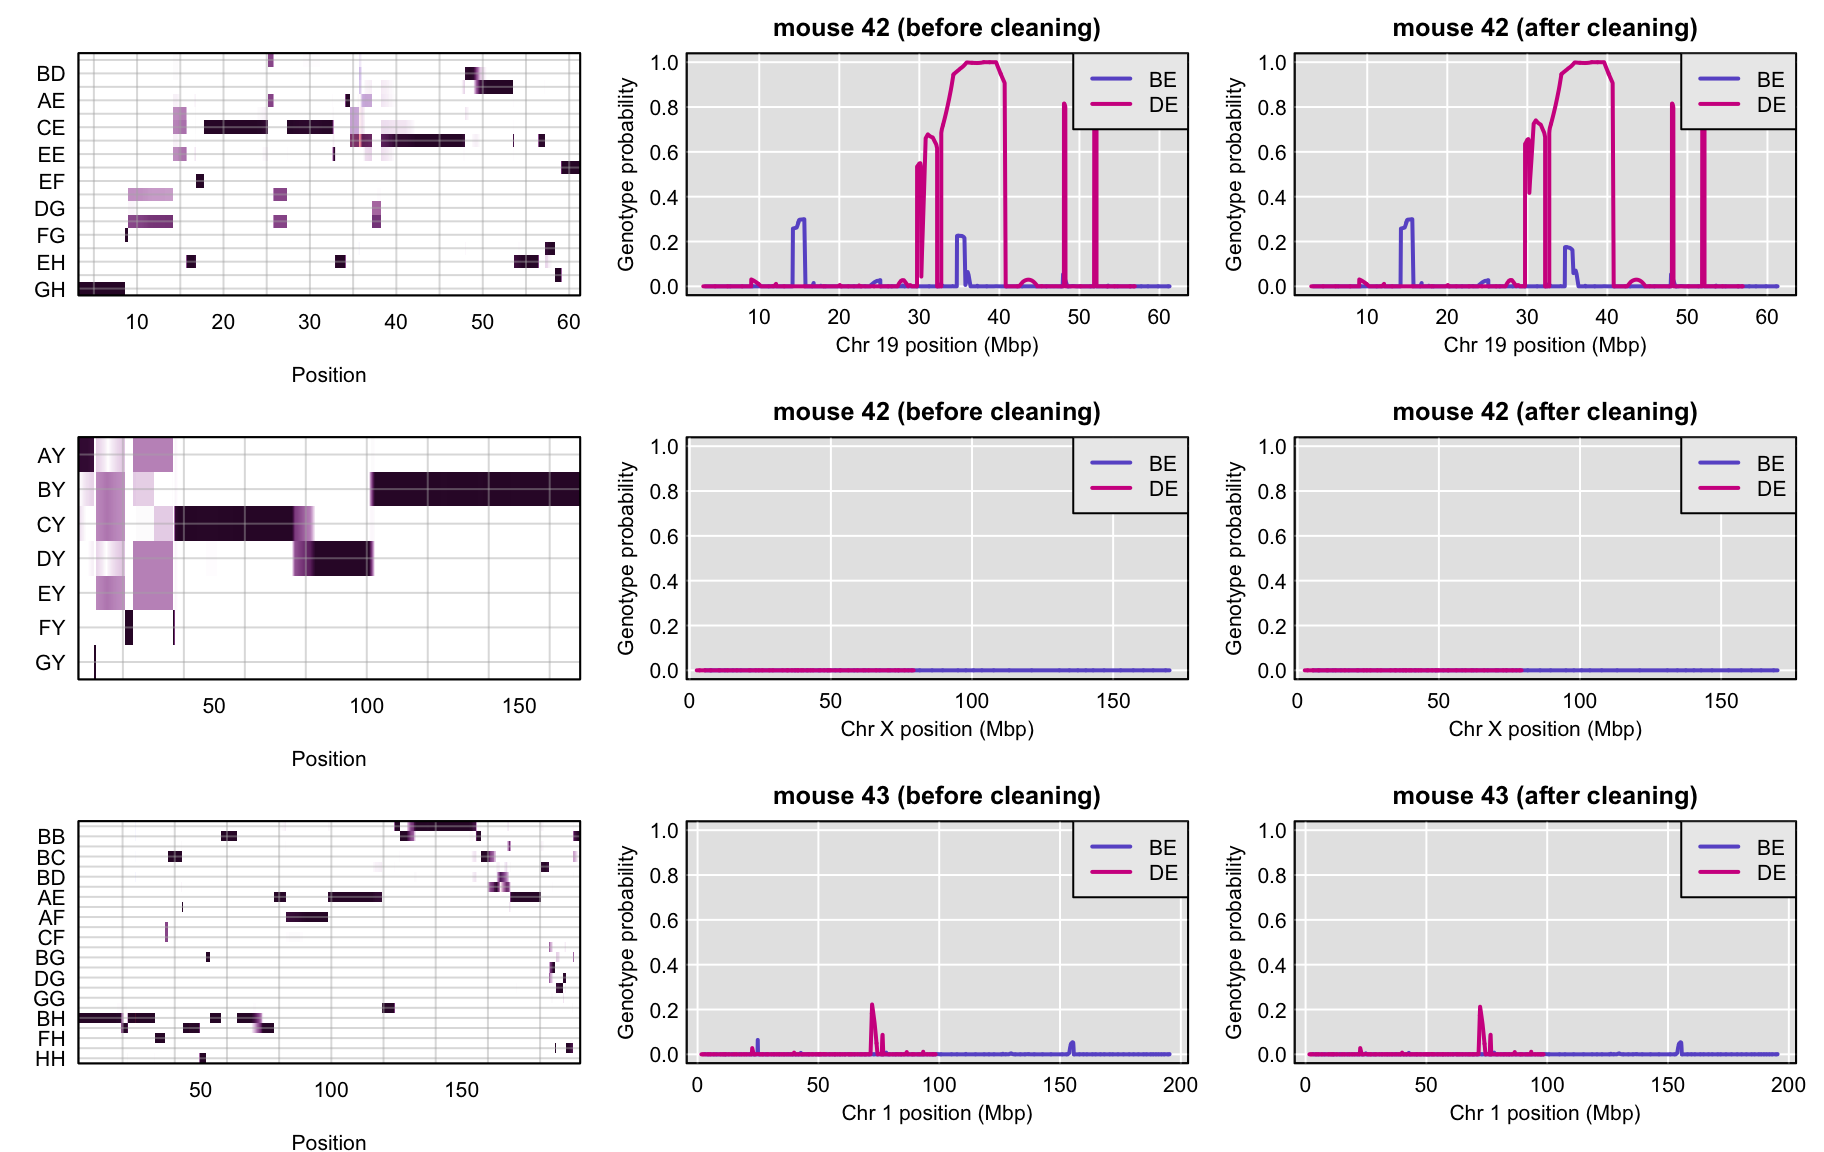 BD
AE
CE
EE
EF
DG
FG
EH
GH
10 20 30 40 50 60
Position
mouse 42 (before cleaning)
Genotype probability
1.0
0.8
0.6
0.4
0.2
0.0
BE
DE
10 20 30 40 50 60
Chr 19 position (Mbp)
mouse 42 (after cleaning)
Genotype probability
1.0
0.8
0.6
0.4
0.2
0.0
BE
DE
10 20 30 40 50 60
Chr 19 position (Mbp)
AY
BY
CY
DY
EY
FY
GY
50 100 150
Position
mouse 42 (before cleaning)
Genotype probability
1.0
0.8
0.6
0.4
0.2
0.0
BE
DE
0 50 100 150
Chr X position (Mbp)
mouse 42 (after cleaning)
Genotype probability
1.0
0.8
0.6
0.4
0.2
0.0
BE
DE
0 50 100 150
Chr X position (Mbp)
BB
BC
BD
AE
AF
CF
BG
DG
GG
BH
FH
HH
50 100 150
Position
mouse 43 (before cleaning)
Genotype probability
1.0
0.8
0.6
0.4
0.2
0.0
BE
DE
0 50 100 150 200
Chr 1 position (Mbp)
mouse 43 (after cleaning)
Genotype probability
1.0
0.8
0.6
0.4
0.2
0.0
BE
DE
0 50 100 150 200
Chr 1 position (Mbp)